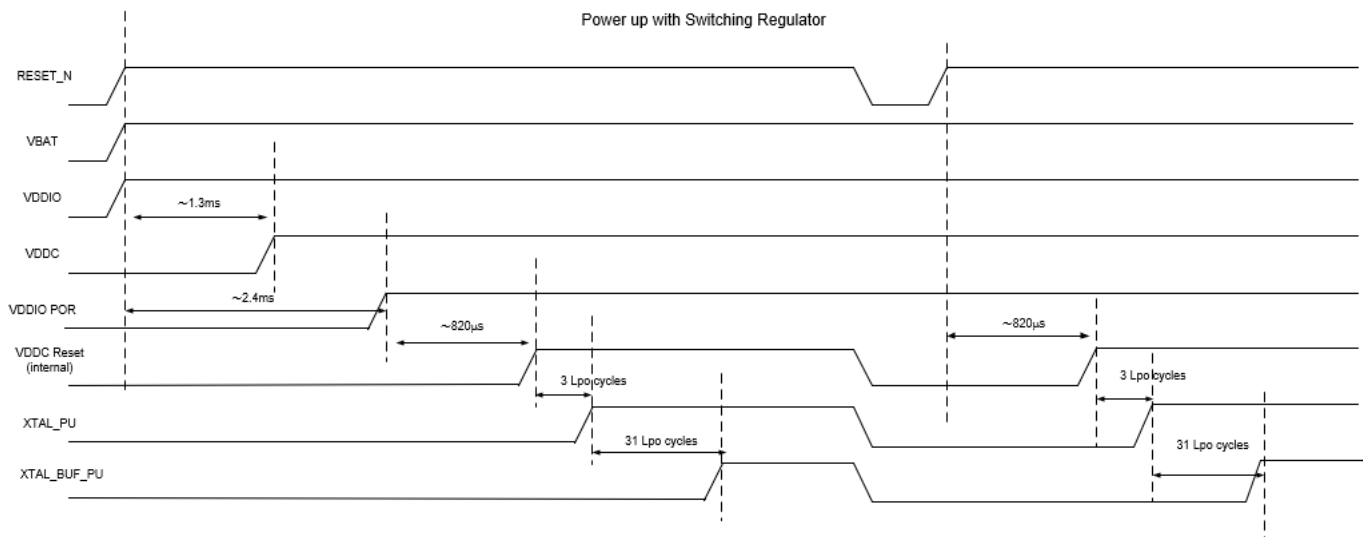 Power up with Switching Regulator
RESET_N
VBAT
VDDIO
~1.3ms
VDDC
~2.4ms
VDDIO POR
~820µs
~820µs
VDDC Reset
(internal)
3 Lpo cycles
3 Lpo cycles
XTAL_PU
31 Lpo cycles
31 Lpo cycles
XTAL_BUF_PU